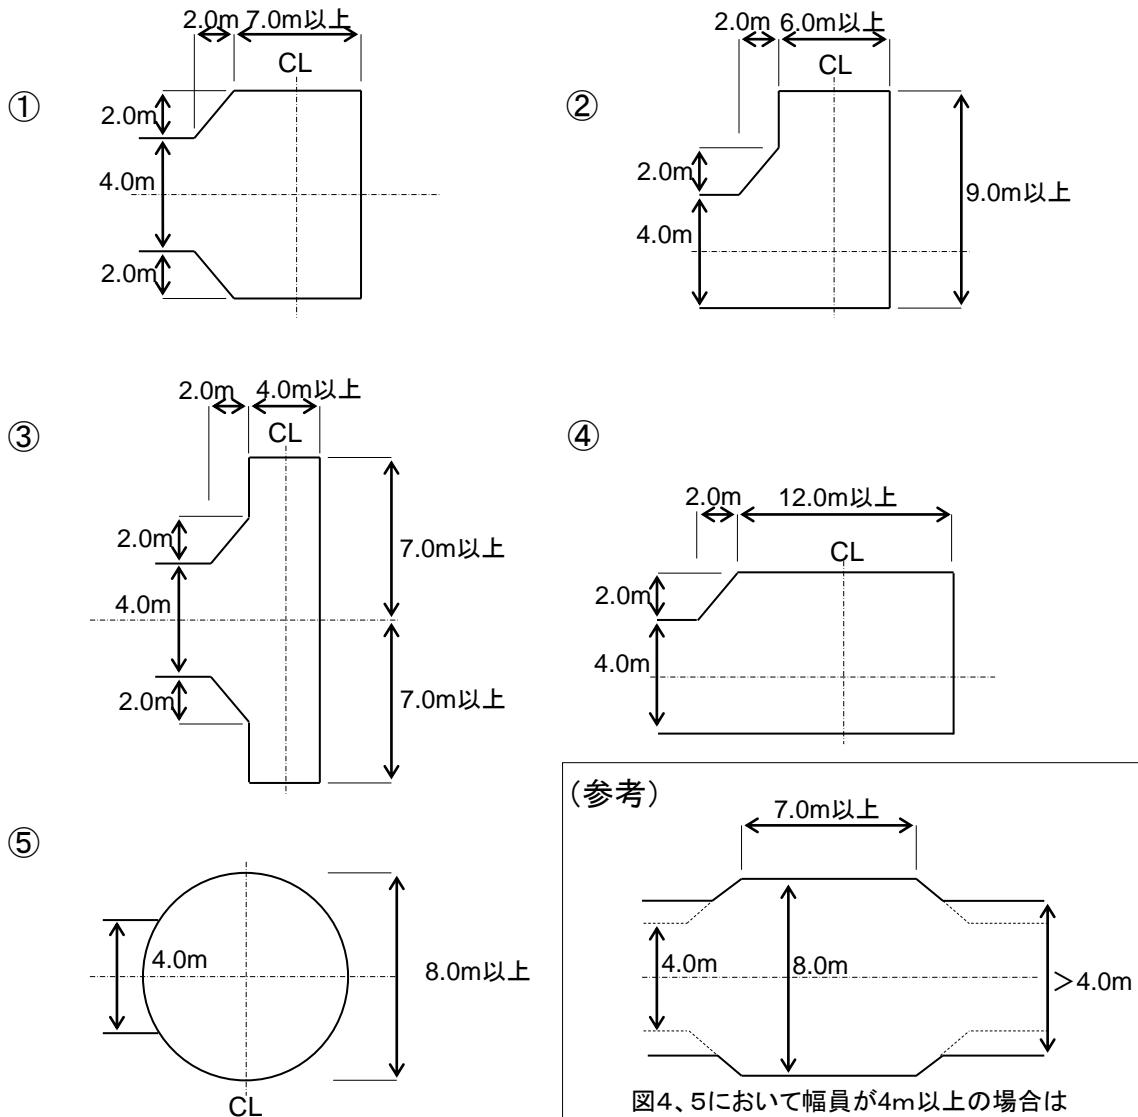 ①
2.0m 7.0m以上
CL
2.0m
4.0m
2.0m
②
2.0m 6.0m以上
CL
2.0m
4.0m
9.0m以上
③
2.0m 4.0m以上
CL
2.0m
4.0m
2.0m
7.0m以上
7.0m以上
④
2.0m 12.0m以上
CL
2.0m
4.0m
⑤
4.0m
8.0m以上
CL
(参考)
7.0m以上
4.0m
8.0m
>4.0m
図4、5において幅員が4m以上の場合は